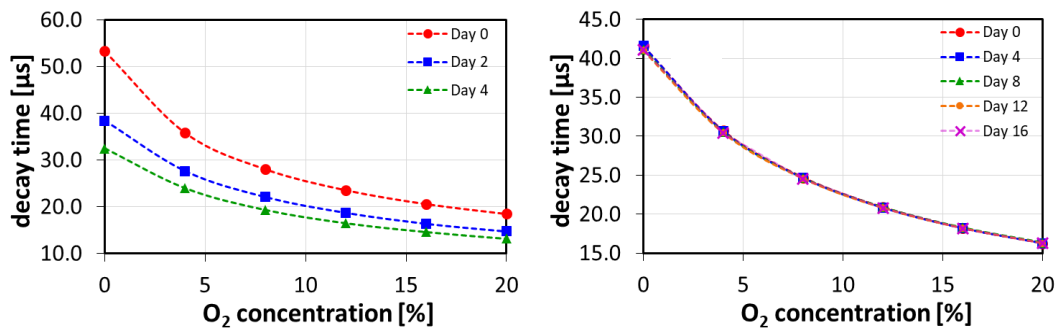 60.0
50.0
40.0
30.0
20.0
10.0
decay time [µs]
0
5
10
15
20
O₂ concentration [%]
Day 0
Day 2
Day 4
45.0
40.0
35.0
30.0
25.0
20.0
15.0
decay time [µs]
0
5
10
15
20
O₂ concentration [%]
Day 0
Day 4
Day 8
Day 12
Day 16